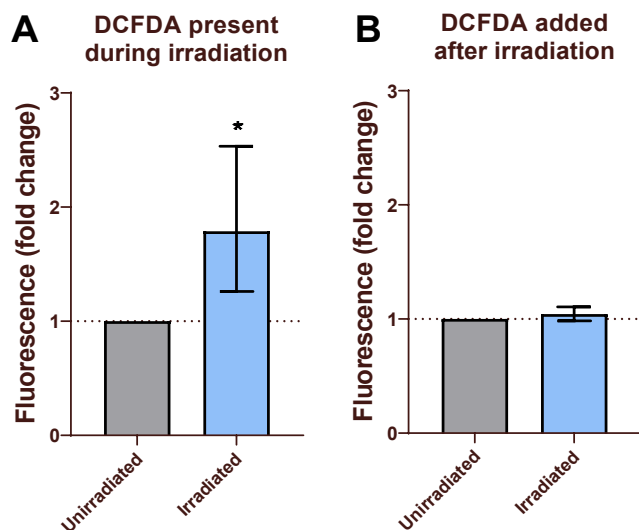 A
DCFDA present
during irradiation
Fluorescence (fold change)
3
2
1
0
*
Unirradiated
Irradiated
B
DCFDA added
after irradiation
Fluorescence (fold change)
3
2
1
0
Unirradiated
Irradiated